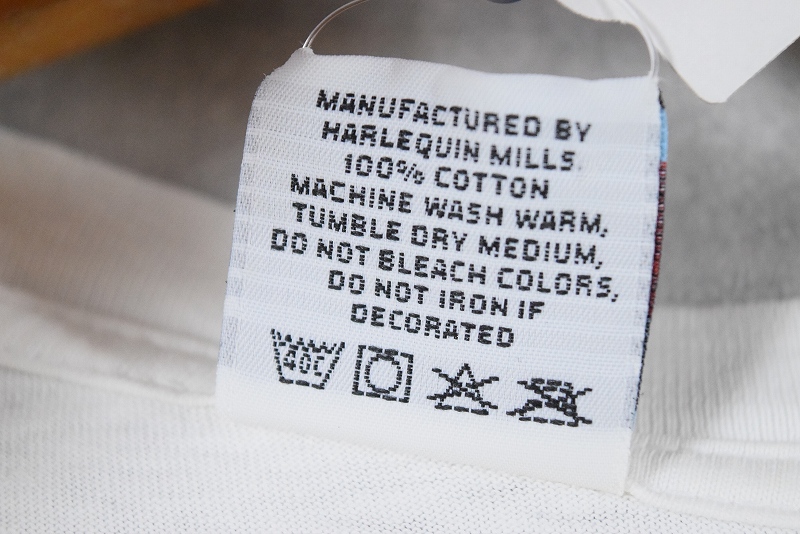 MANUFACTURED BY
HARLEQUIN MILLS.
100% COTTON
MACHINE WASH WARM,
TUMBLE DRY MEDIUM,
DO NOT BLEACH COLORS,
DO NOT IRON IF
DECORATED
40C